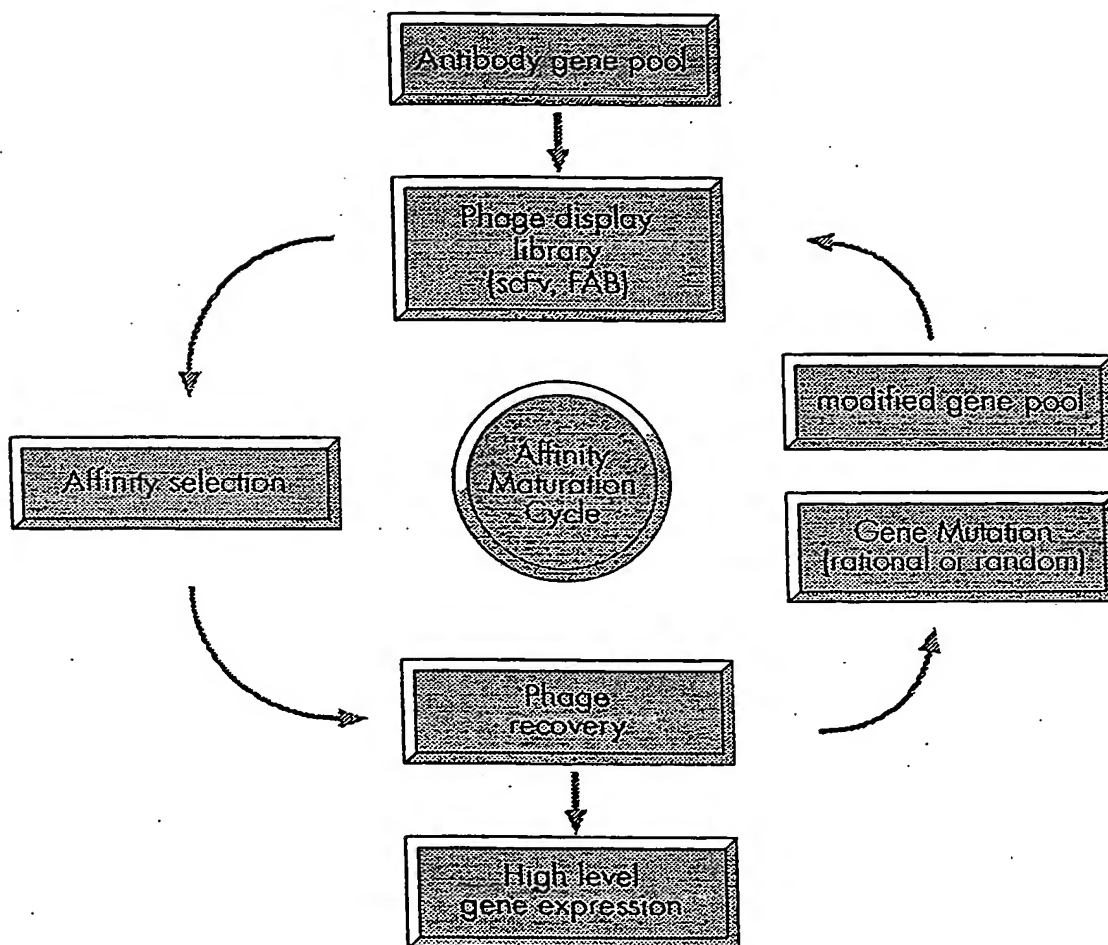 Antibody gene pool
Phage display
library
(scFv, FAB)
modified gene pool
Affinity selection
Affinity
Maturation
Cycle
Gene Mutation
(rational or random)
Phage
recovery
High level
gene expression